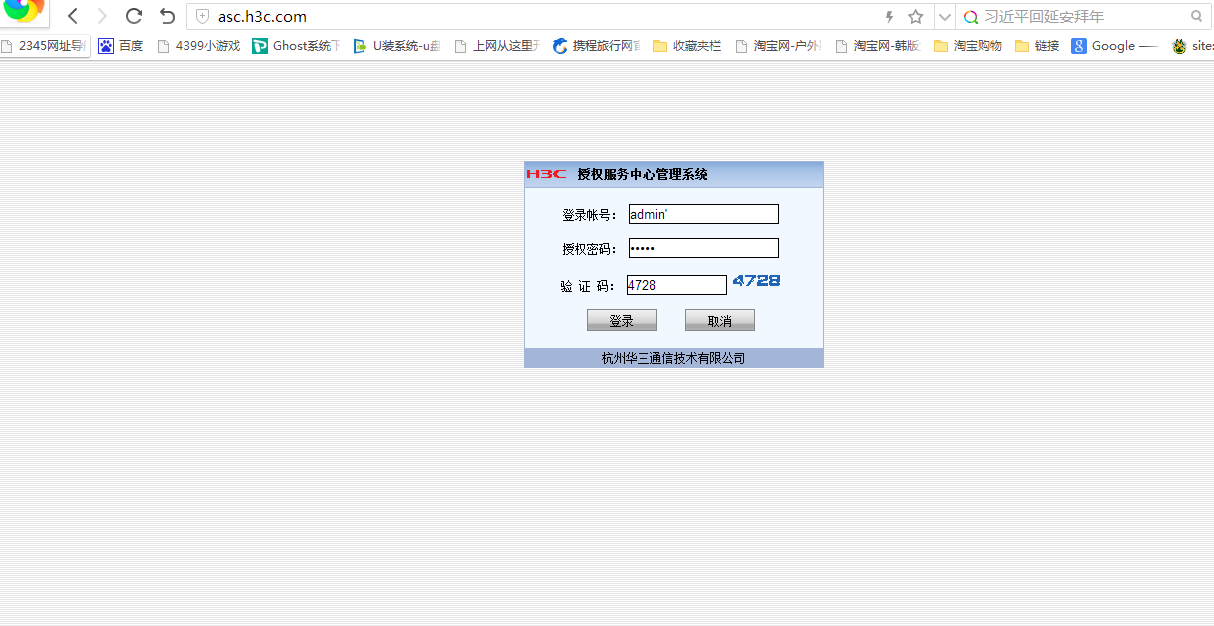 asc.h3c.com
习近平回延安拜年
2345网址导
百度
4399小游戏
Ghost系统下
U装系统-u盘
上网从这里开
携程旅行网官
收藏夹栏
淘宝网-户外
淘宝网-韩版
淘宝购物
链接
8 Google ——
site:
H3C 授权服务中心管理系统
登录帐号： admin'
授权密码： •••••
验 证 码： 4728 4728
登录 取消
杭州华三通信技术有限公司